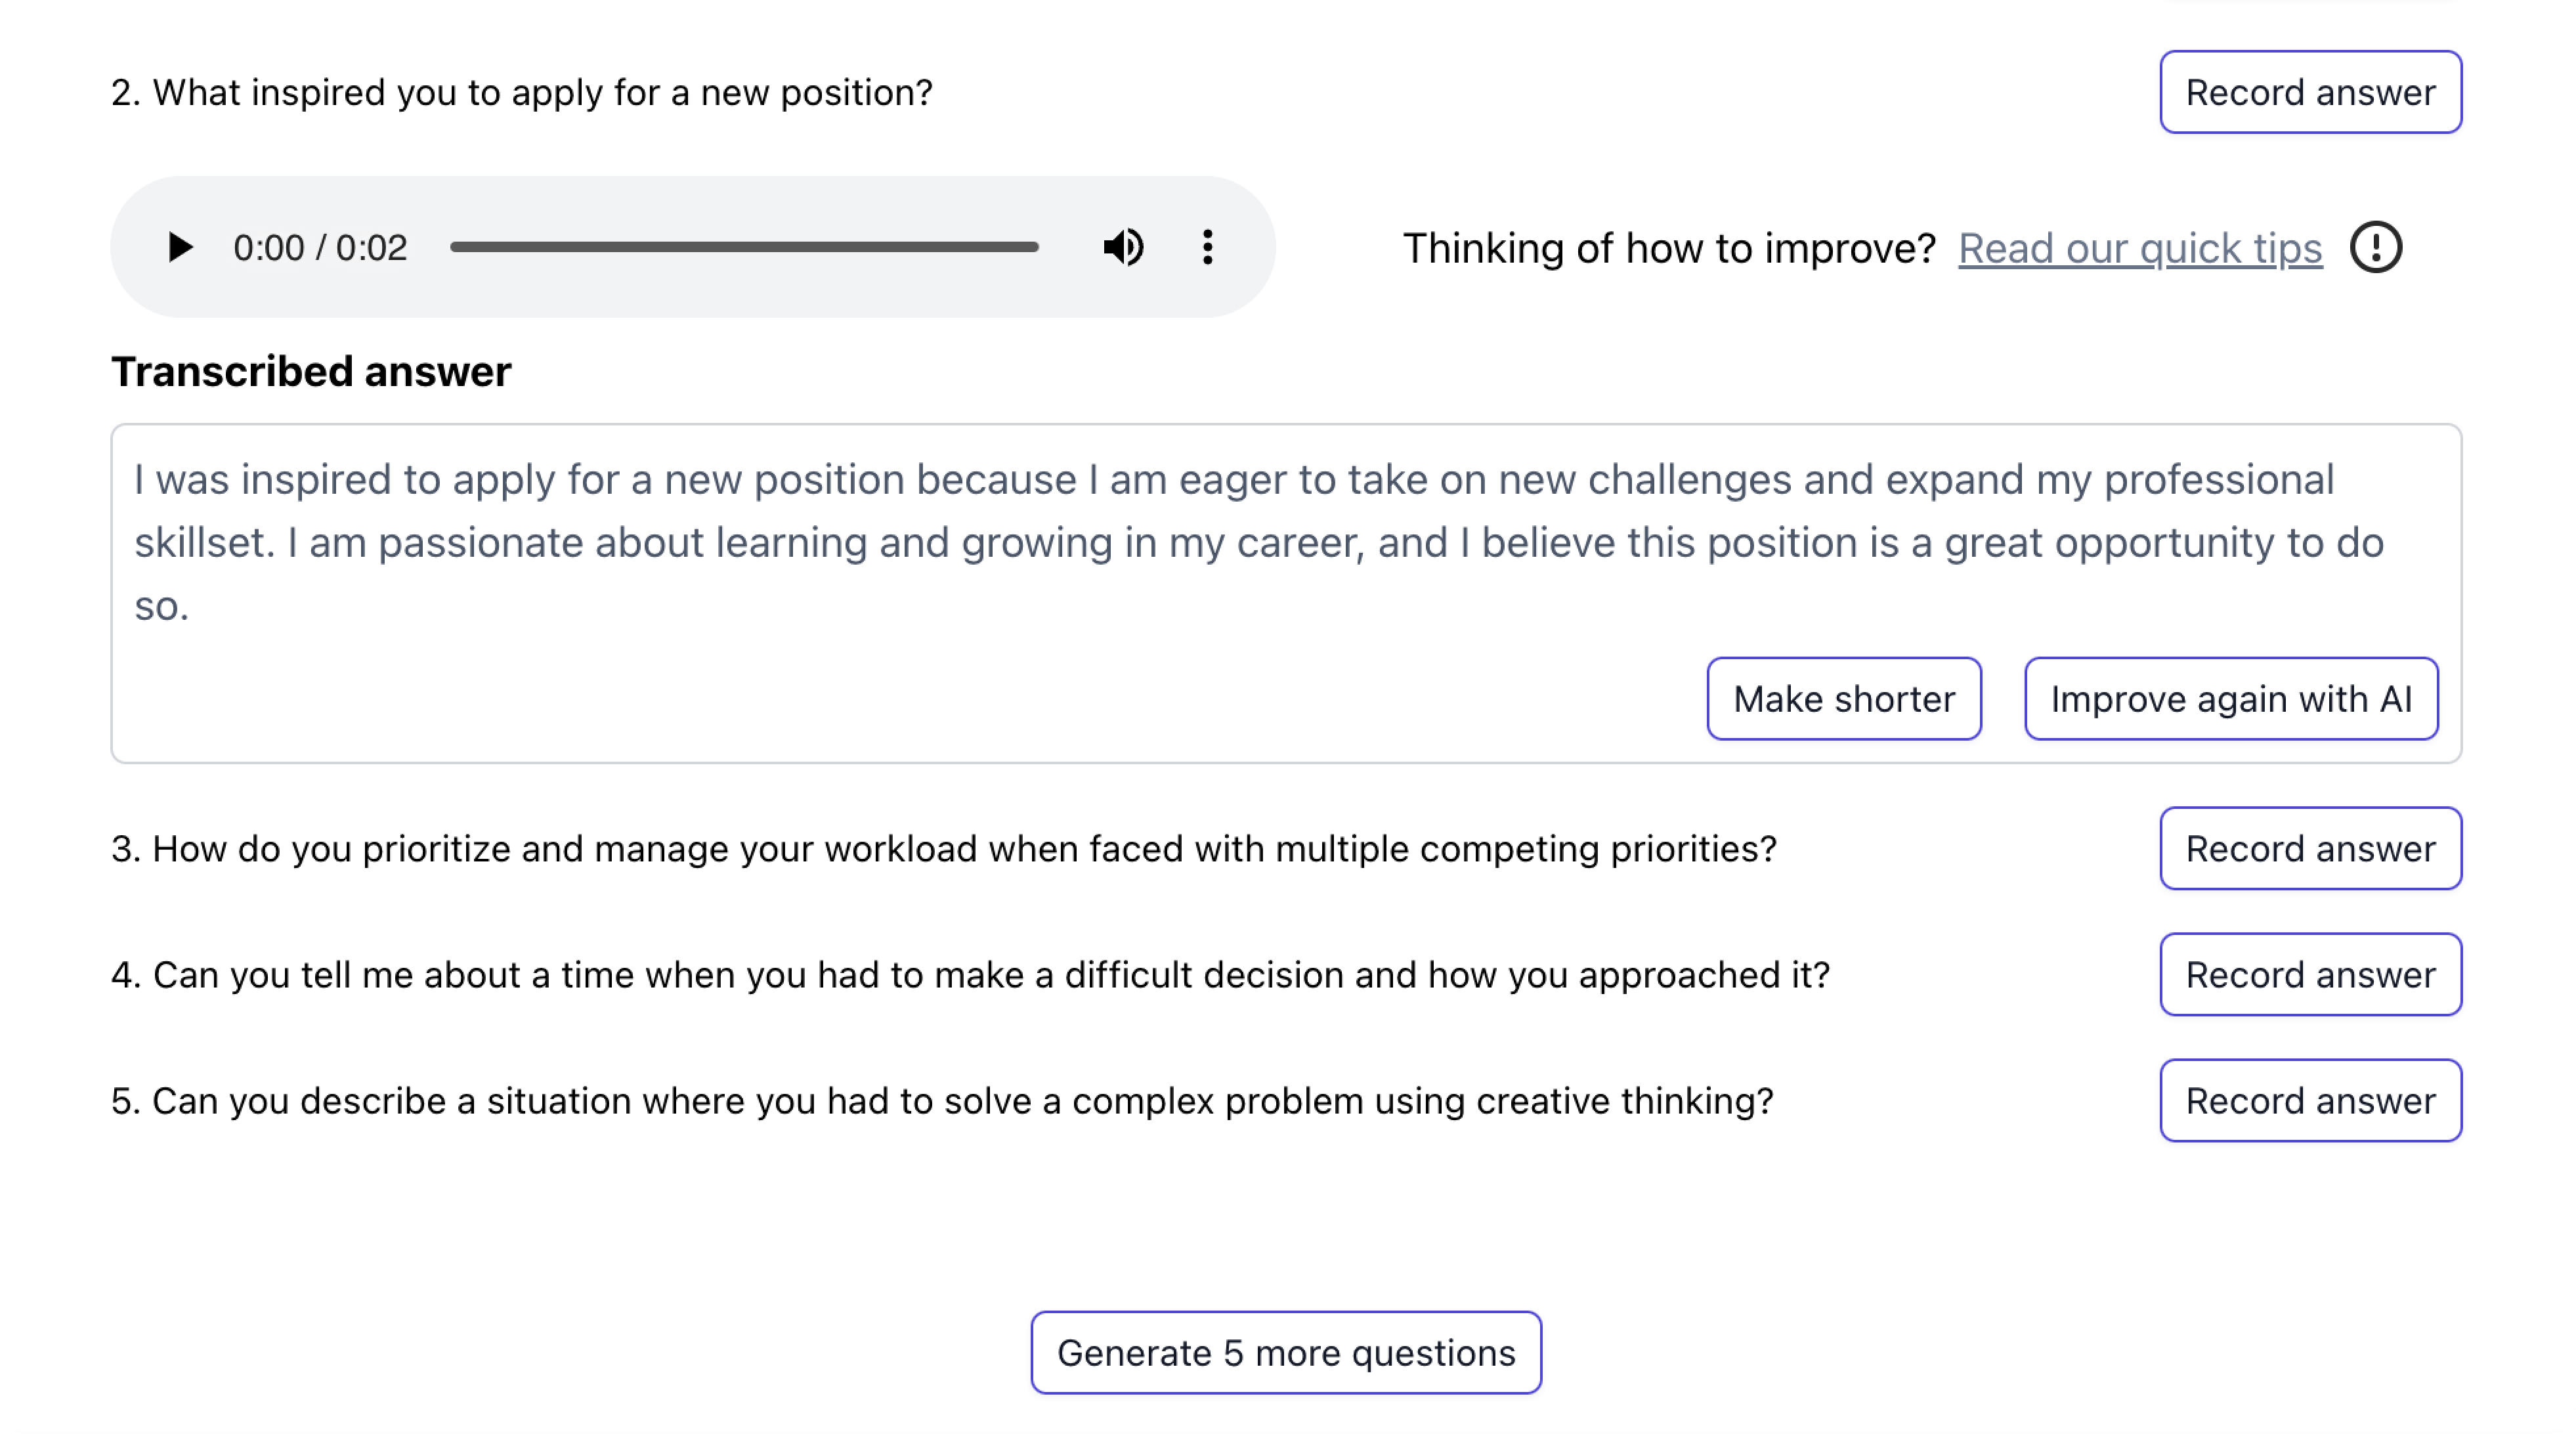 2. What inspired you to apply for a new position?
Record answer
0:00 / 0:02
Thinking of how to improve? Read our quick tips
Transcribed answer
I was inspired to apply for a new position because I am eager to take on new challenges and expand my professional
skillset. I am passionate about learning and growing in my career, and I believe this position is a great opportunity to do
so.
Make shorter
Improve again with AI
3. How do you prioritize and manage your workload when faced with multiple competing priorities?
Record answer
4. Can you tell me about a time when you had to make a difficult decision and how you approached it?
Record answer
5. Can you describe a situation where you had to solve a complex problem using creative thinking?
Record answer
Generate 5 more questions